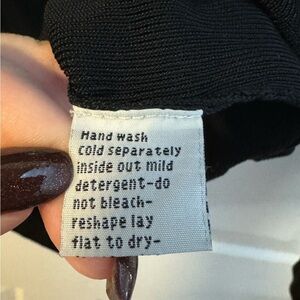 Hand wash
cold separately
inside out mild
detergent-do
not bleach-
reshape lay
flat to dry-